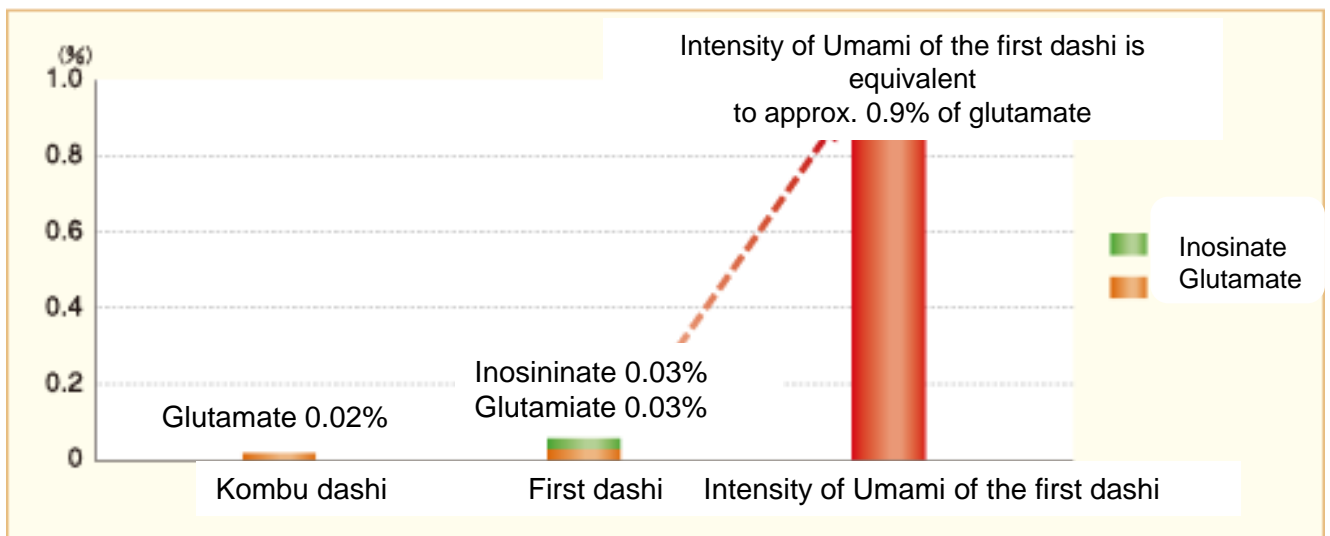 (%)
Intensity of Umami of the first dashi is
equivalent
to approx. 0.9% of glutamate
1.0
0.8
0.6
0.4
0.2
0
Inosinate
Glutamate
Inosininate 0.03%
Glutamiate 0.03%
Glutamate 0.02%
Kombu dashi
First dashi
Intensity of Umami of the first dashi